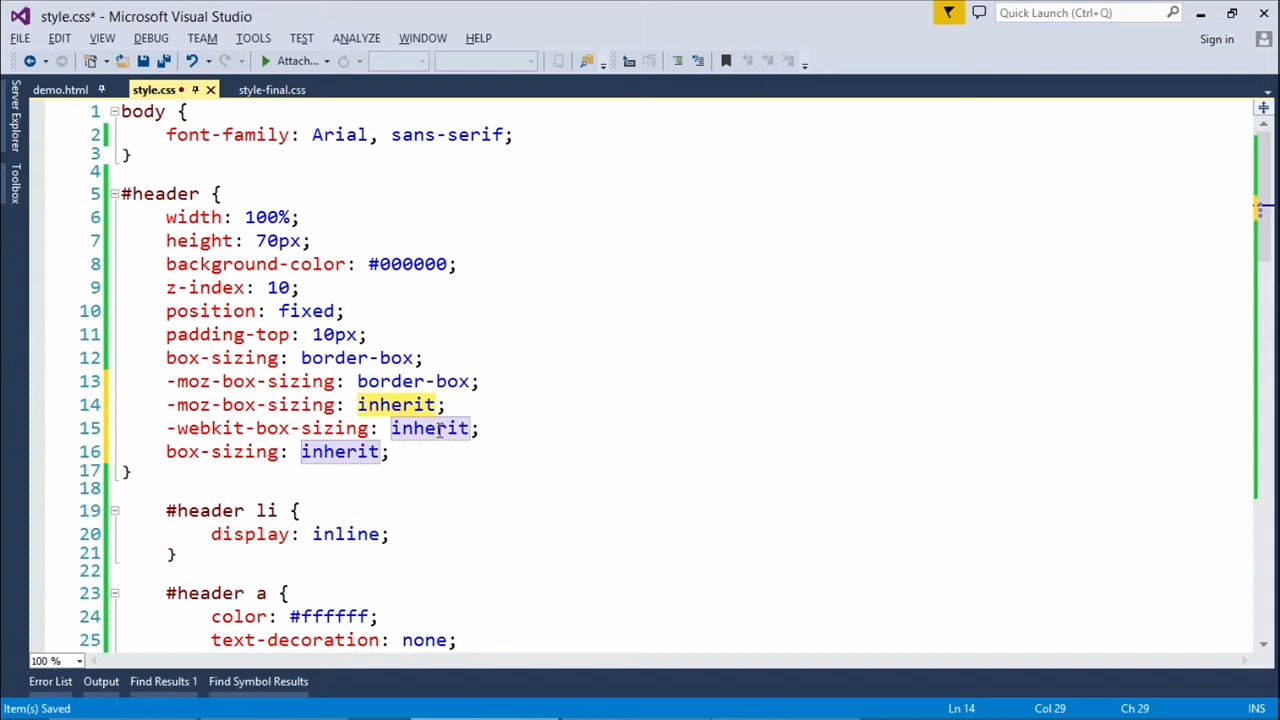 style.css* - Microsoft Visual Studio
Quick Launch (Ctrl+Q)
FILE EDIT VIEW DEBUG TEAM TOOLS TEST ANALYZE WINDOW HELP
Sign in
Attach...
demo.html style.css style-final.css
Server Explorer
Toolbox
1 body {
2 font-family: Arial, sans-serif;
3 }
4
5 #header {
6 width: 100%;
7 height: 70px;
8 background-color: #000000;
9 z-index: 10;
10 position: fixed;
11 padding-top: 10px;
12 box-sizing: border-box;
13 -moz-box-sizing: border-box;
14 -moz-box-sizing: inherit;
15 -webkit-box-sizing: inherit;
16 box-sizing: inherit;
17 }
18
19 #header li {
20 display: inline;
21 }
22
23 #header a {
24 color: #ffffff;
25 text-decoration: none;
100 %
Error List Output Find Results 1 Find Symbol Results
Item(s) Saved Ln 14 Col 29 Ch 29 INS